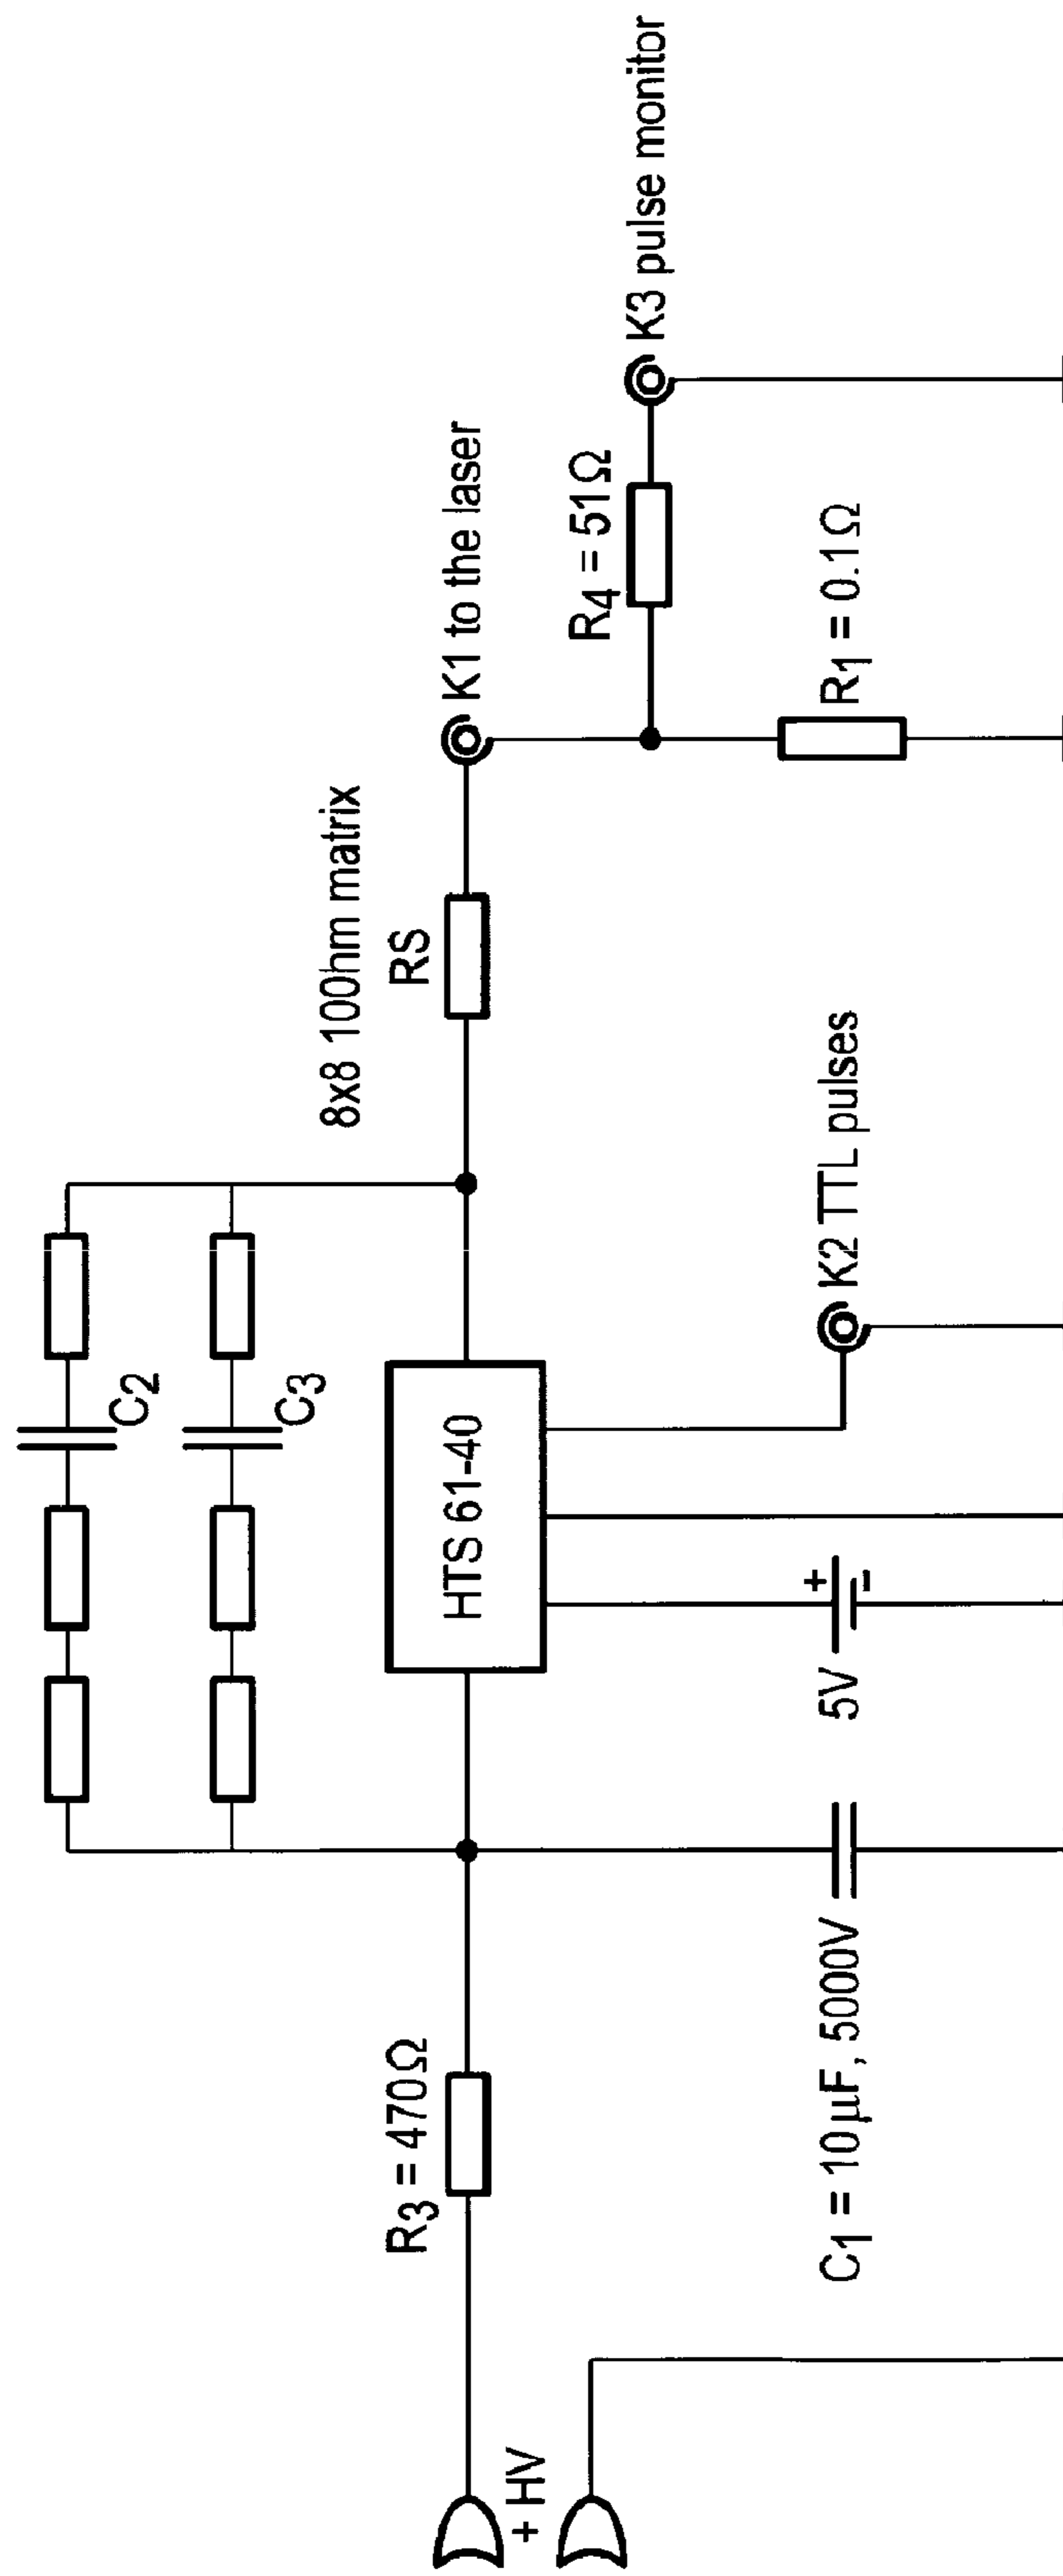 C2
C3
8x8 100hm matrix
R3 = 470Ω
HTS 61-40
RS
K1 to the laser
+ HV
R4 = 51Ω
K3 pulse monitor
C1 = 10µF, 5000V
5V
+
-
K2 TTL pulses
R1 = 0.1Ω